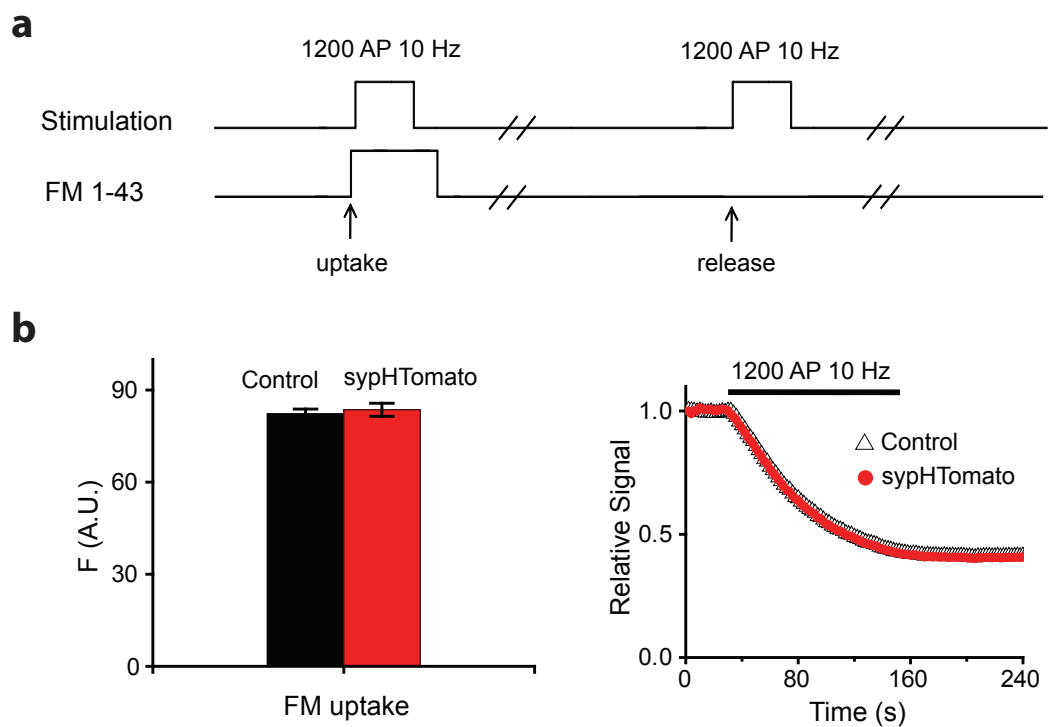 a
1200 AP 10 Hz 1200 AP 10 Hz
Stimulation
FM 1-43
uptake release
b
Control sypHTomato
F (A.U.)
90
60
30
0
FM uptake
1200 AP 10 Hz
Relative Signal
1.0
0.5
0.0
Control
sypHTomato
0 80 160 240
Time (s)